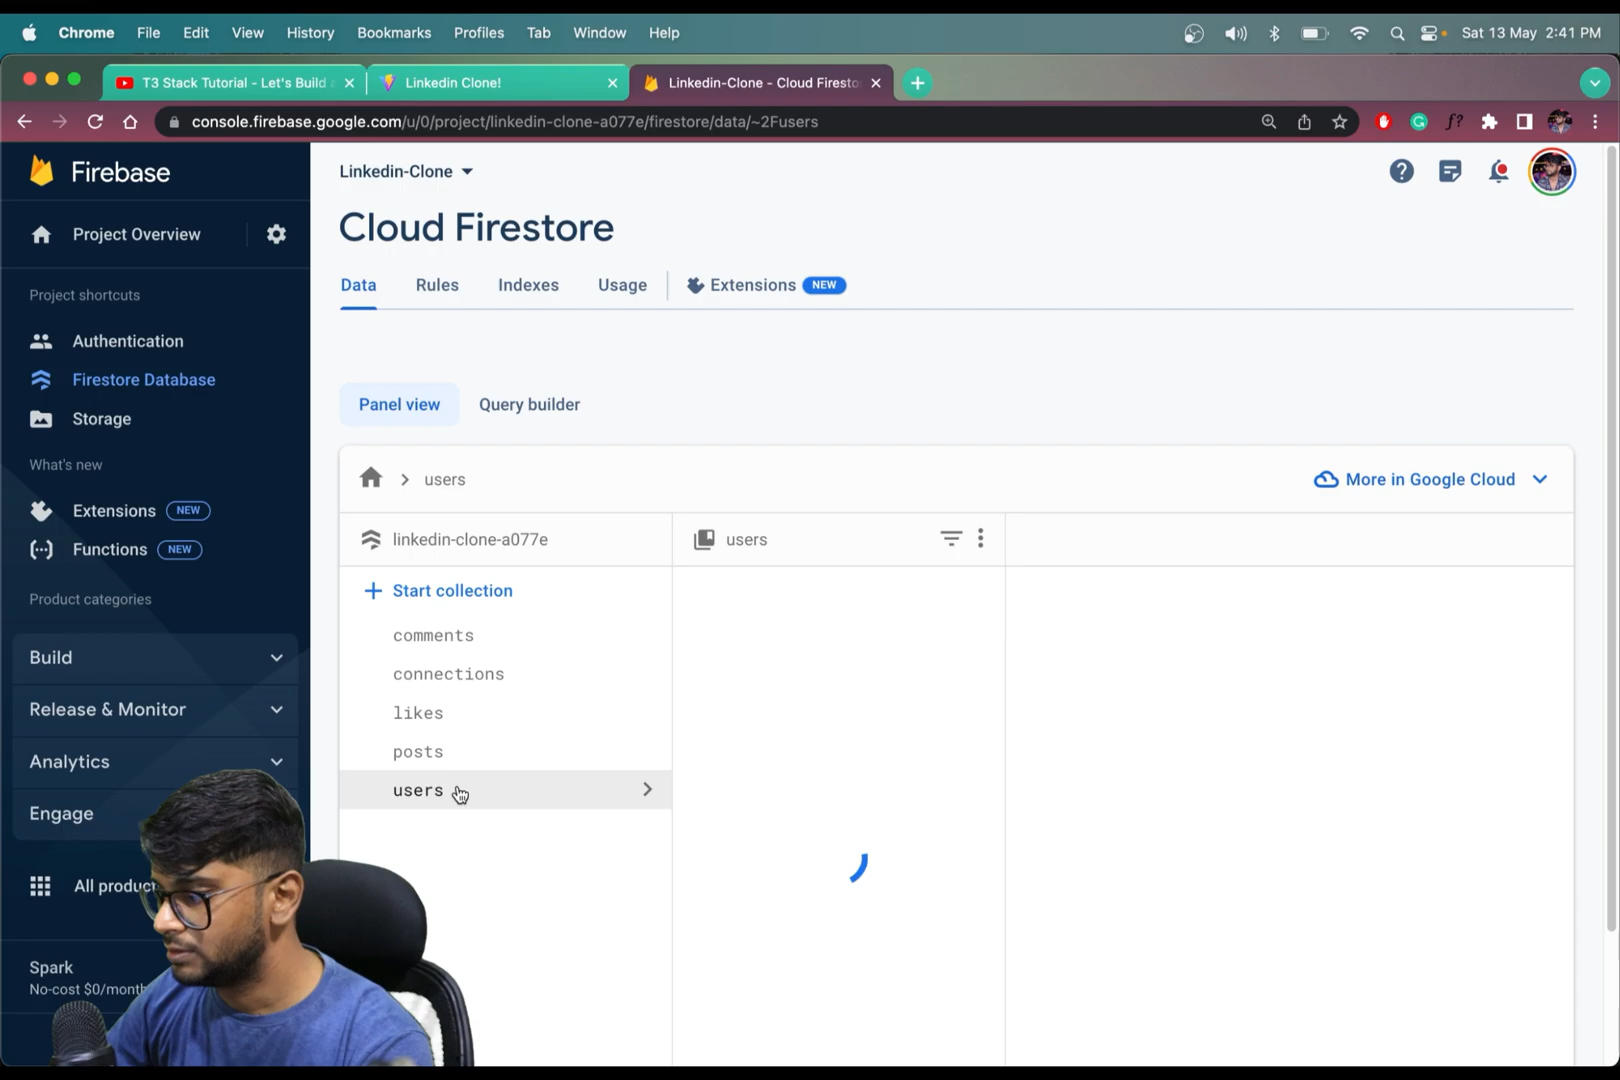 Chrome File Edit View History Bookmarks Profiles Tab Window Help Sat 13 May 2:41 PM
T3 Stack Tutorial - Let's Build Linkedin Clone! Linkedin-Clone - Cloud Firesto
console.firebase.google.com/u/0/project/linkedin-clone-a077e/firestore/data/~2Fusers f?
Firebase
Project Overview
Project shortcuts
Authentication
Firestore Database
Storage
What's new
Extensions NEW
Functions NEW
Product categories
Build
Release & Monitor
Analytics
Engage
All product
Spark
No-cost $0/month
Linkedin-Clone
Cloud Firestore
Data Rules Indexes Usage Extensions NEW
Panel view Query builder
users More in Google Cloud
linkedin-clone-a077e users
Start collection
comments
connections
likes
posts
users